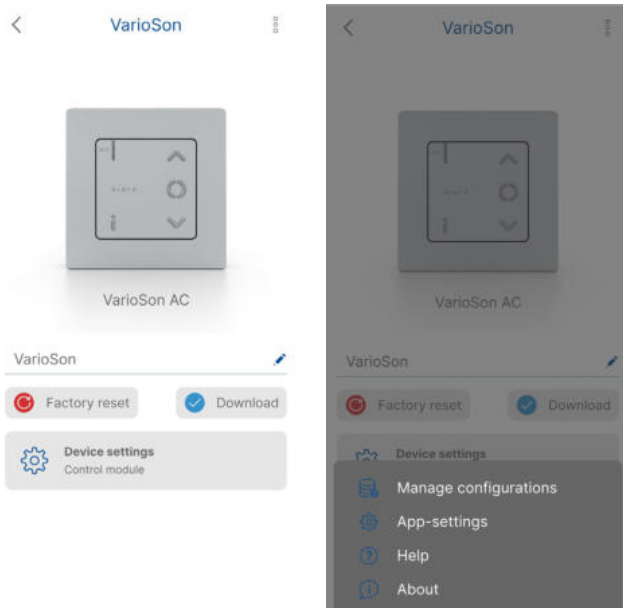 VarioSon
VarioSon AC
VarioSon
Factory reset
Download
Device settings
Control module
VarioSon
VarioSon AC
VarioSon
Factory reset
Download
Device settings
Manage configurations
App-settings
Help
About